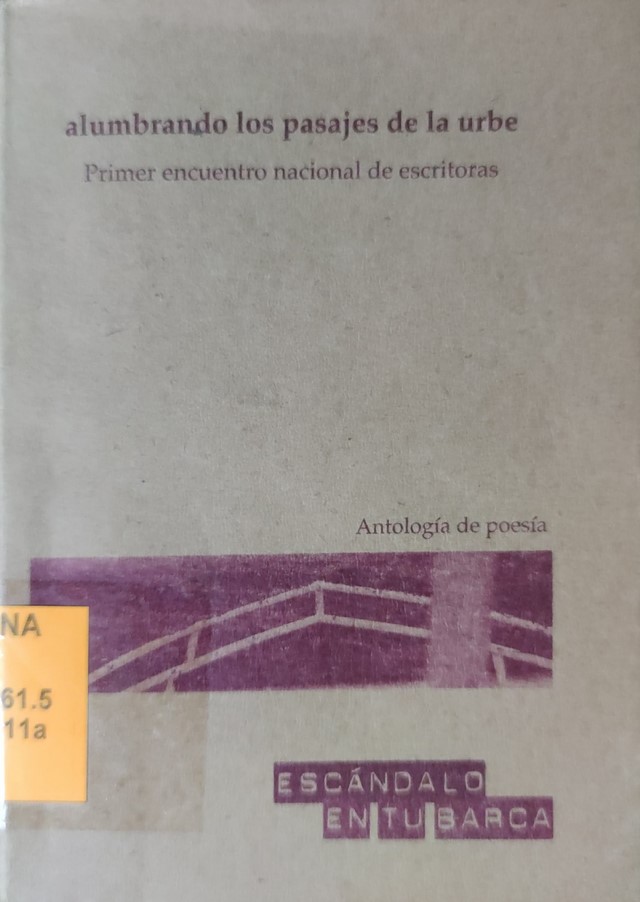 alumbrando los pasajes de la urbe
Primer encuentro nacional de escritoras
Antología de poesía
NA
61.5
11a
ESCÁNDALO
EN TU BARCA